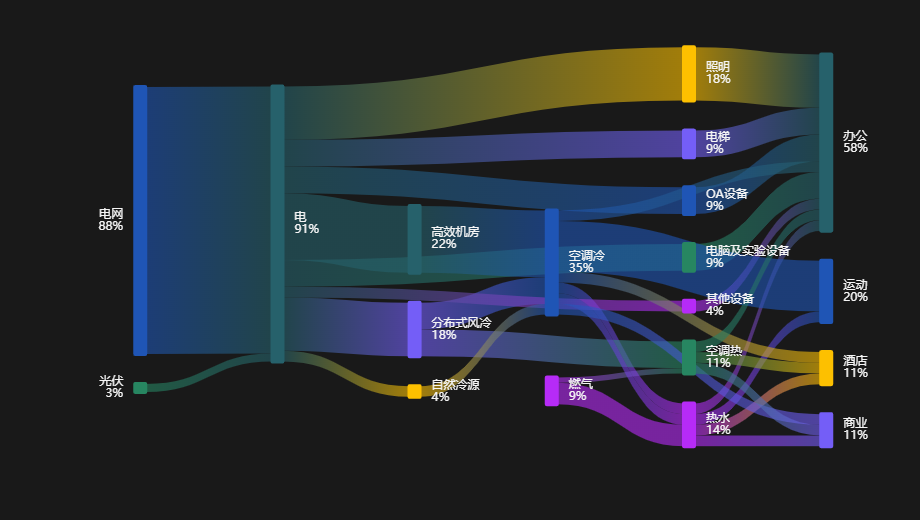 电网
88%
光伏
3%
电
91%
高效机房
22%
分布式风冷
18%
自然冷源
4%
空调冷
35%
燃气
9%
照明
18%
电梯
9%
OA设备
9%
电脑及实验设备
9%
其他设备
4%
空调热
11%
热水
14%
办公
58%
运动
20%
酒店
11%
商业
11%